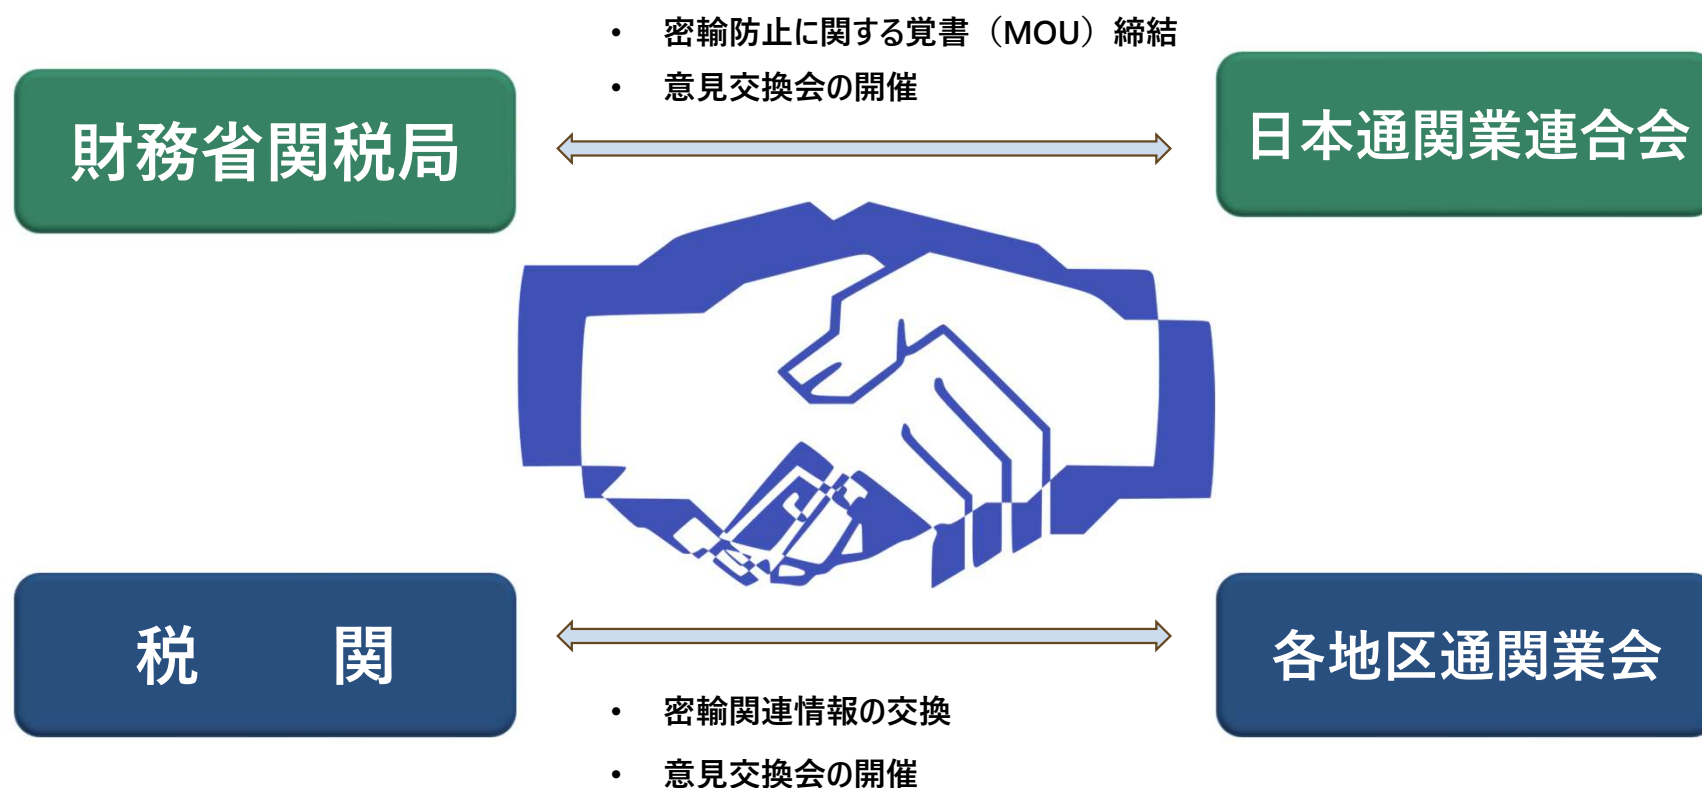 • 密輸防止に関する覚書（MOU）締結
• 意見交換会の開催
財務省関税局
日本通関業連合会
税　関
各地区通関業会
• 密輸関連情報の交換
• 意見交換会の開催